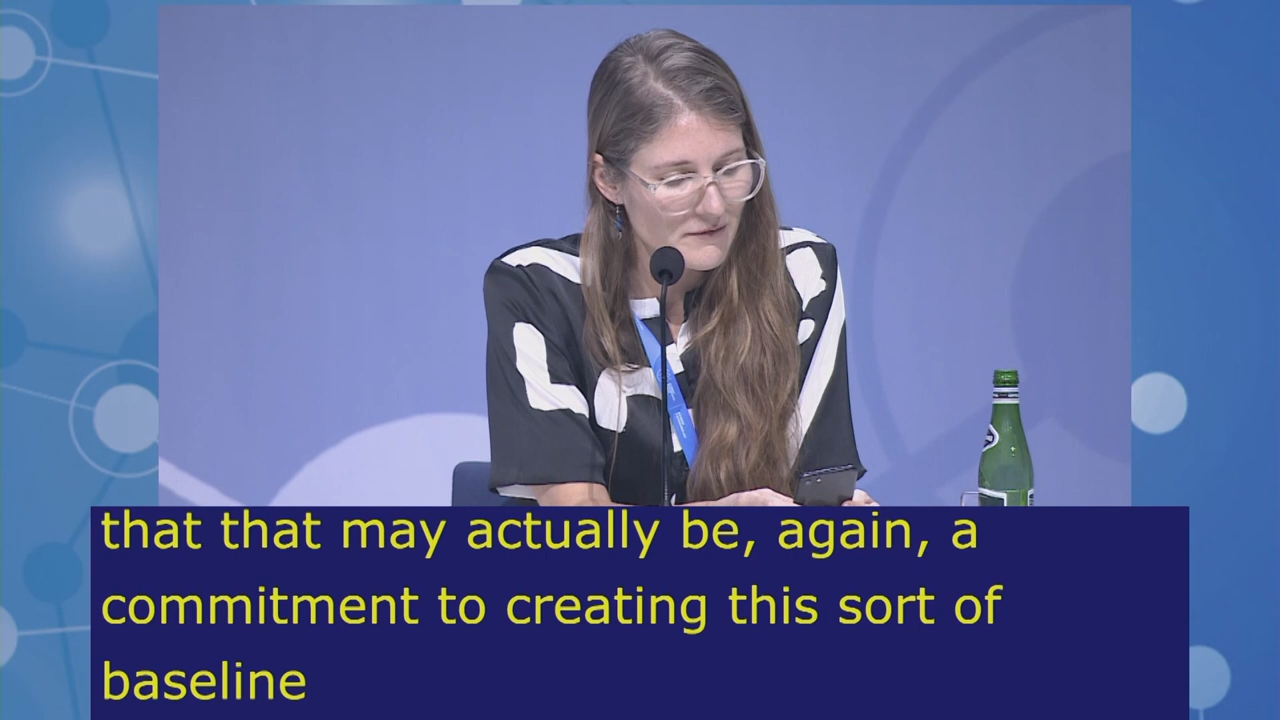 that that may actually be, again, a
commitment to creating this sort of
baseline